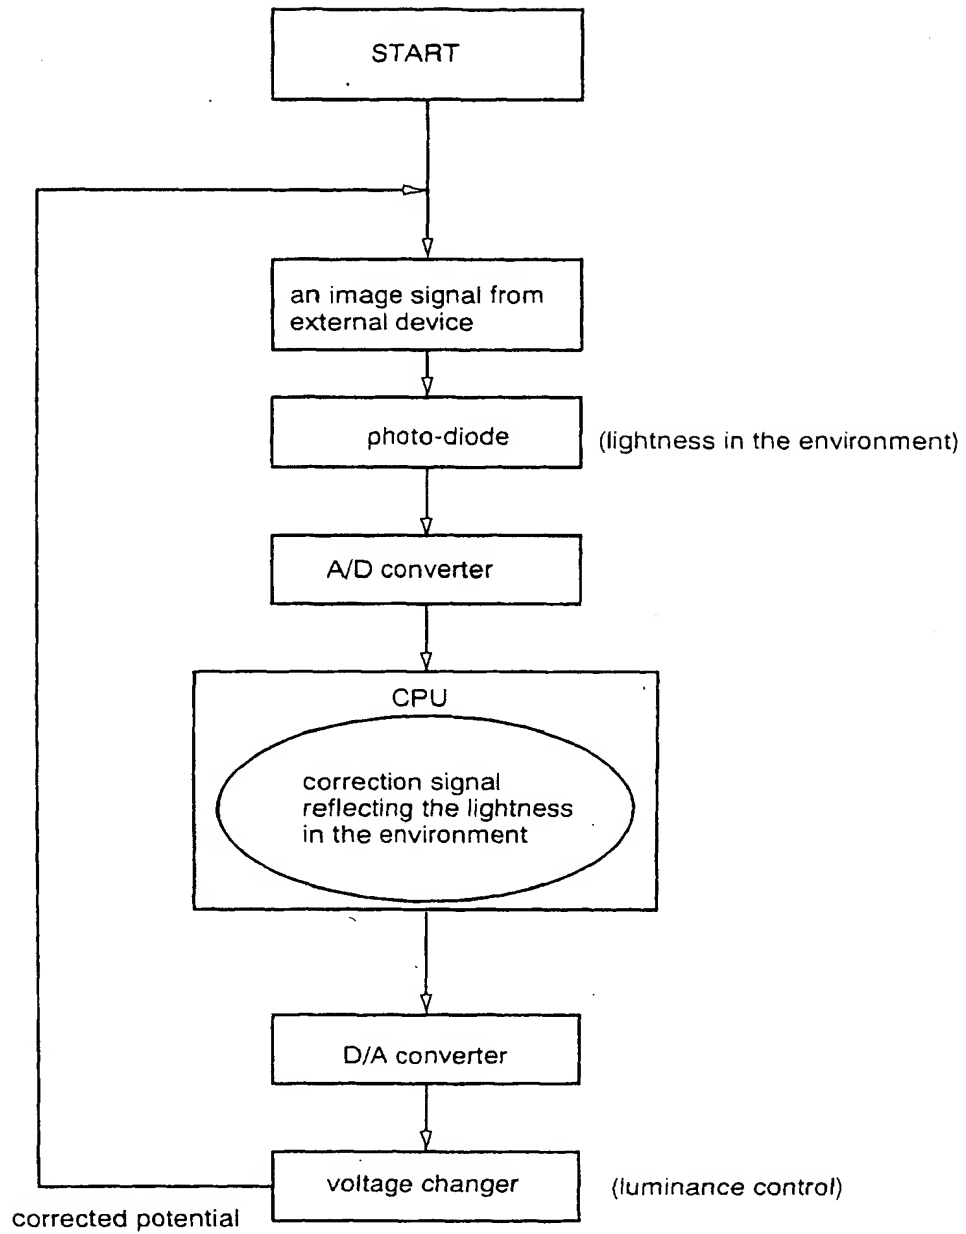 START
an image signal from
external device
photo-diode
(lightness in the environment)
A/D converter
CPU
correction signal
reflecting the lightness
in the environment
D/A converter
voltage changer
(luminance control)
corrected potential